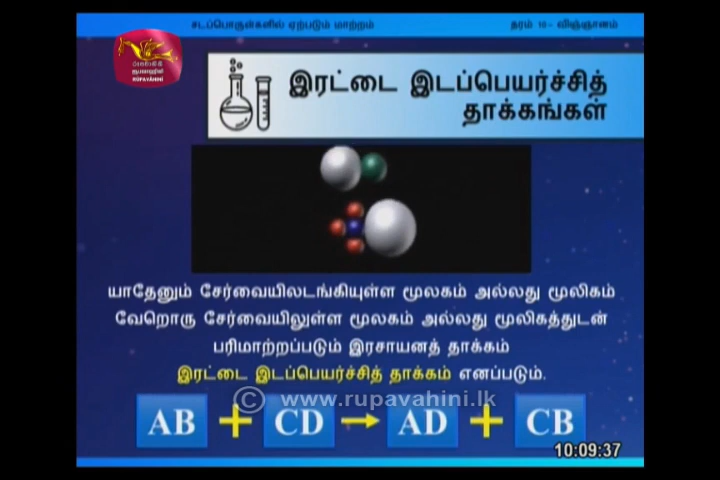 சடப்பொருள்களில் ஏற்படும் மாற்றம்
தரம் 10 - விஞ்ஞானம்
RUPAVAHINI
இரட்டை இடப்பெயர்ச்சித்
தாக்கங்கள்
யாதேனும் சேர்வையிலடங்கியுள்ள மூலகம் அல்லது மூலிகம்
வேறொரு சேர்வையிலுள்ள மூலகம் அல்லது மூலிகத்துடன்
பரிமாற்றப்படும் இரசாயனத் தாக்கம்
இரட்டை இடப்பெயர்ச்சித் தாக்கம் எனப்படும்.
© www.rupavahini.lk
AB + CD → AD + CB
10:09:37